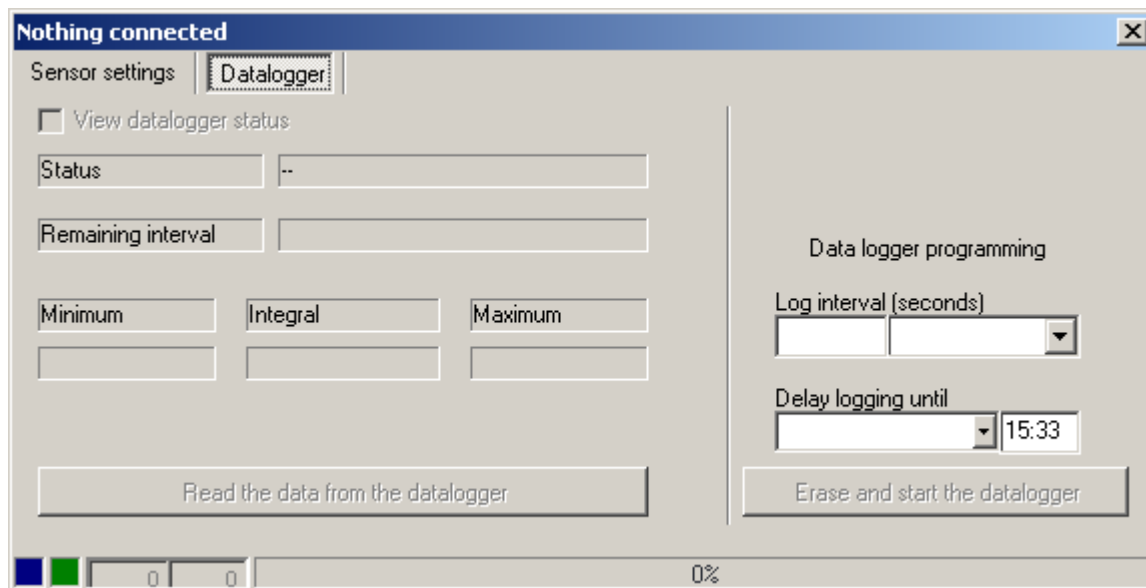 Nothing connected
Sensor settings Datalogger
View datalogger status
Status --
Remaining interval
Minimum Integral Maximum
Read the data from the datalogger
Data logger programming
Log interval (seconds)
Delay logging until
15:33
Erase and start the datalogger
0 0 0%